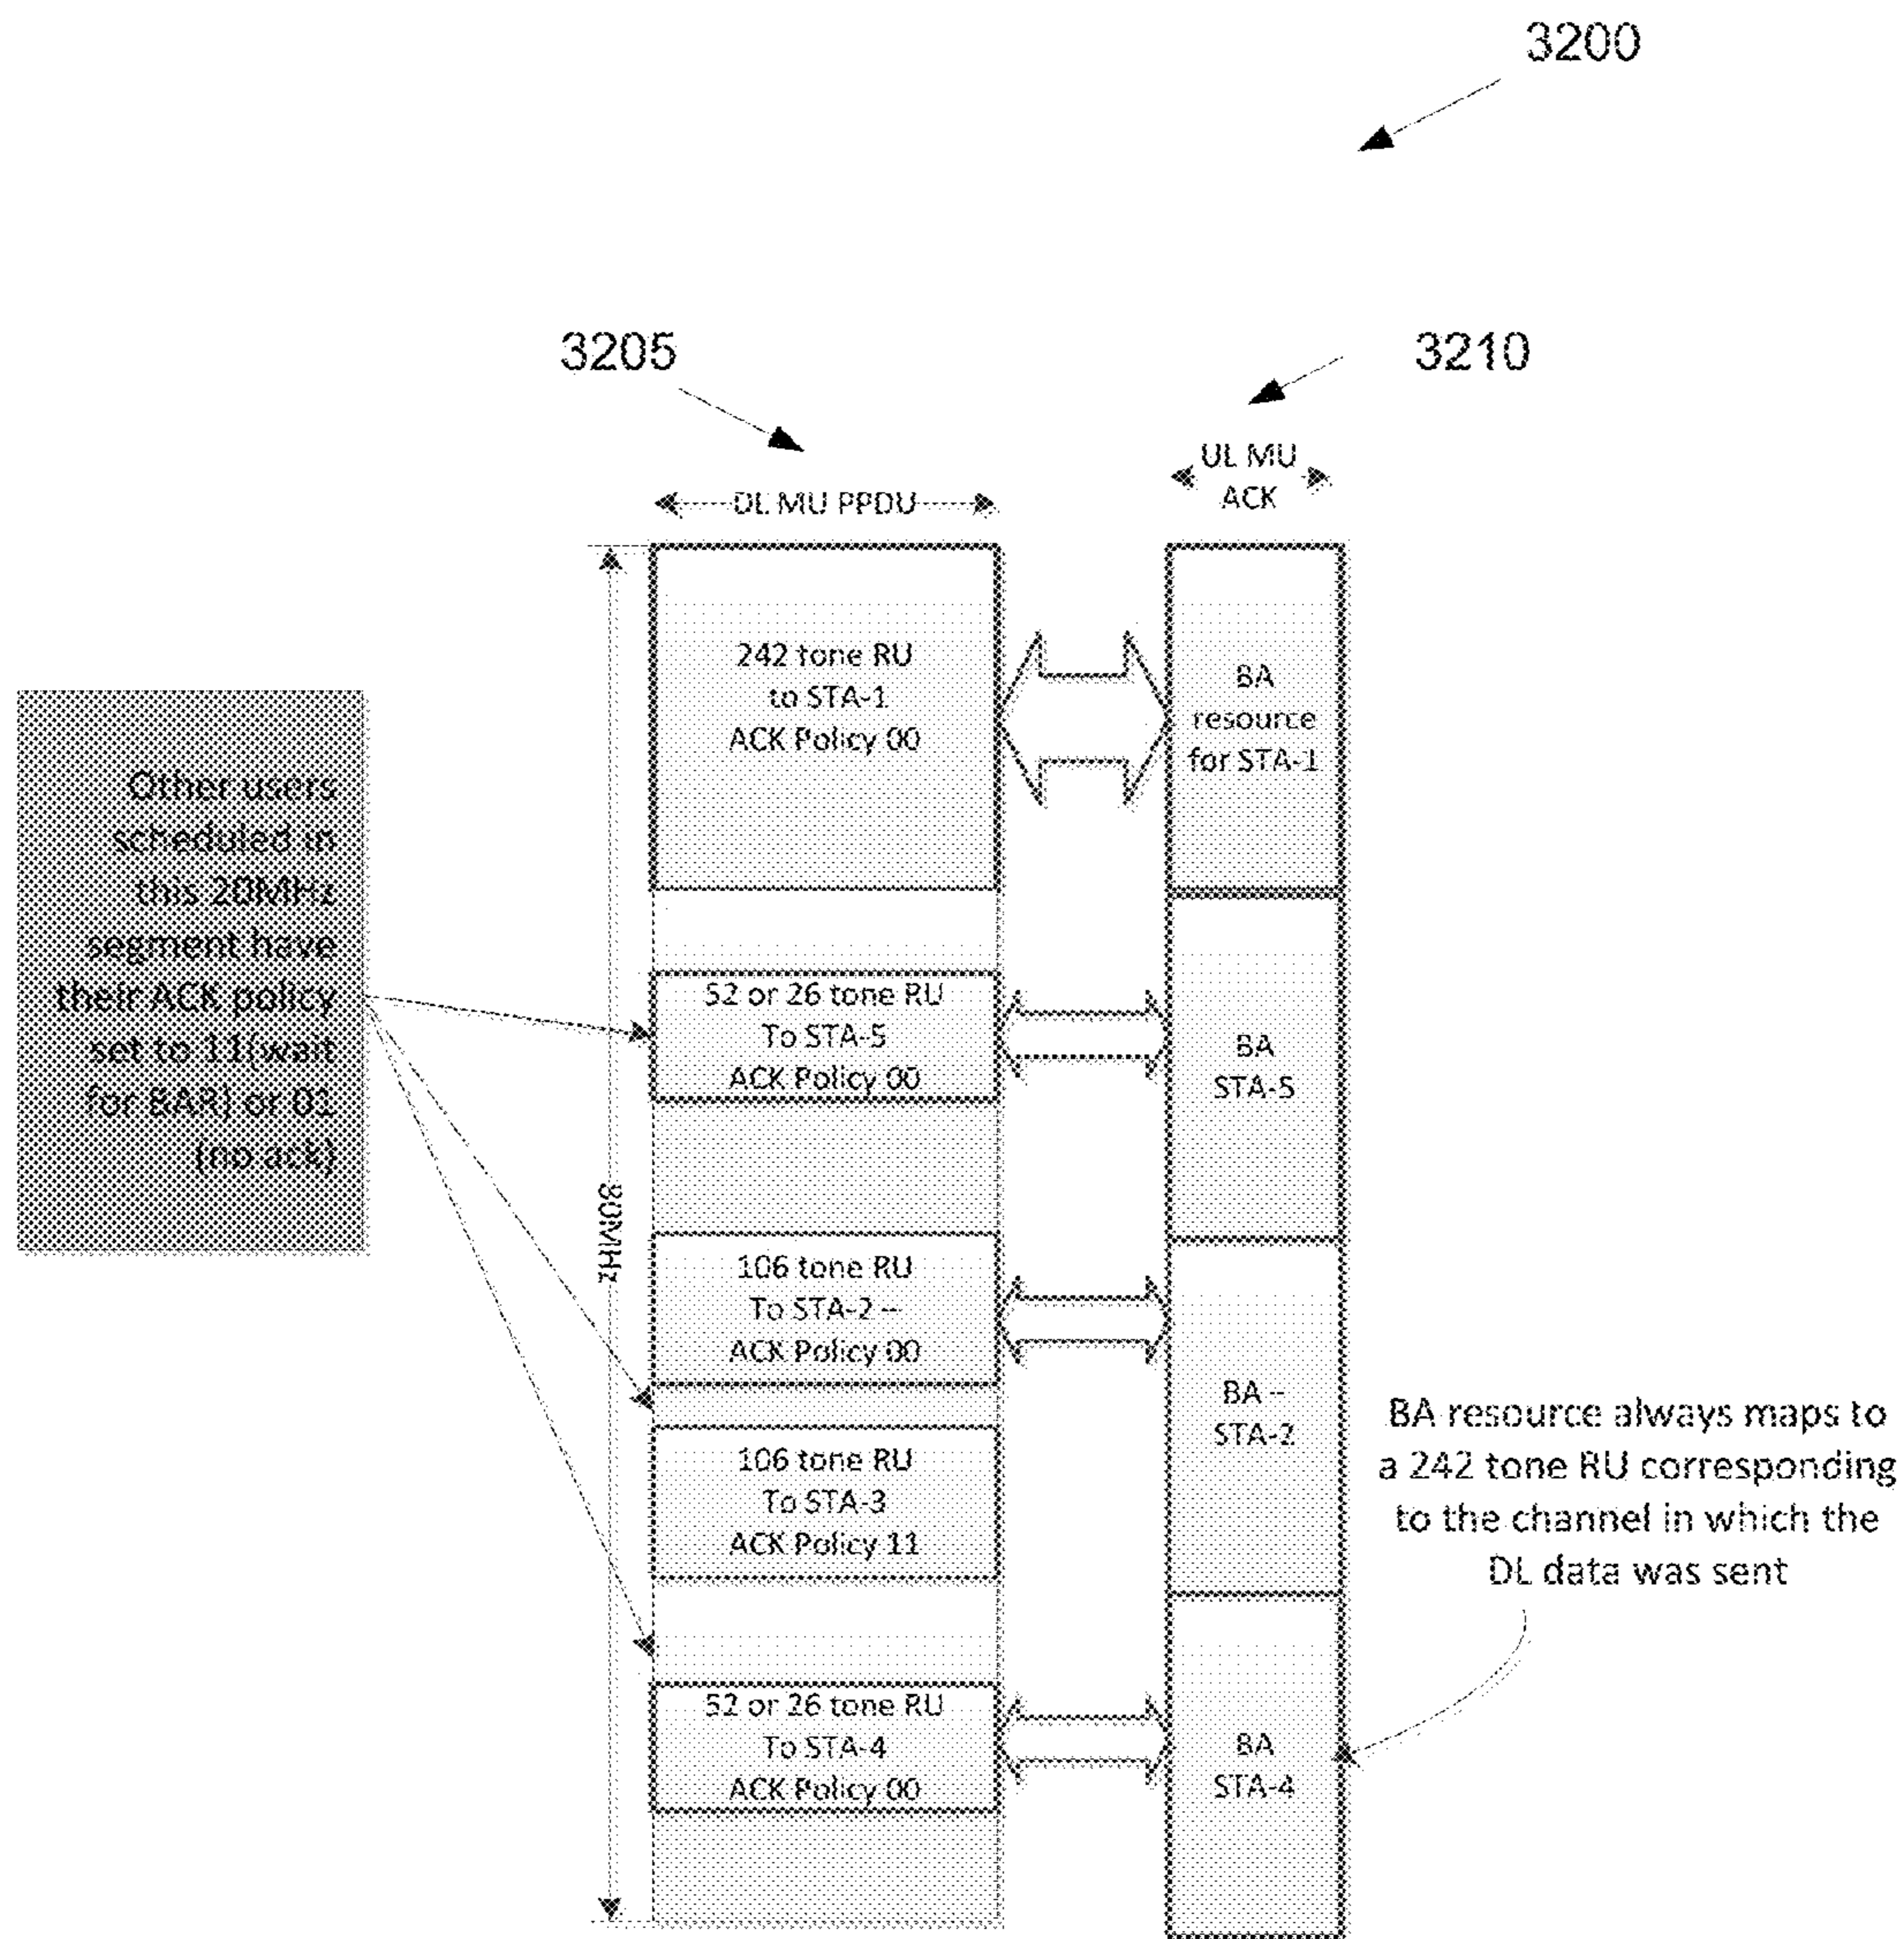 3200
3205
3210
DL MU PPDU
UL MU
ACK
242 tone RU
to STA-1
ACK Policy 00
BA
resource
for STA-1
Other users
scheduled in
this 20MHz
segment have
their ACK policy
set to 11(wait
for BAR) or 01
(no ack)
52 or 26 tone RU
To STA-5
ACK Policy 00
BA
STA-5
80MHz
106 tone RU
To STA-2 --
ACK Policy 00
BA --
STA-2
106 tone RU
To STA-3
ACK Policy 11
BA resource always maps to
a 242 tone RU corresponding
to the channel in which the
DL data was sent
52 or 26 tone RU
To STA-4
ACK Policy 00
BA
STA-4